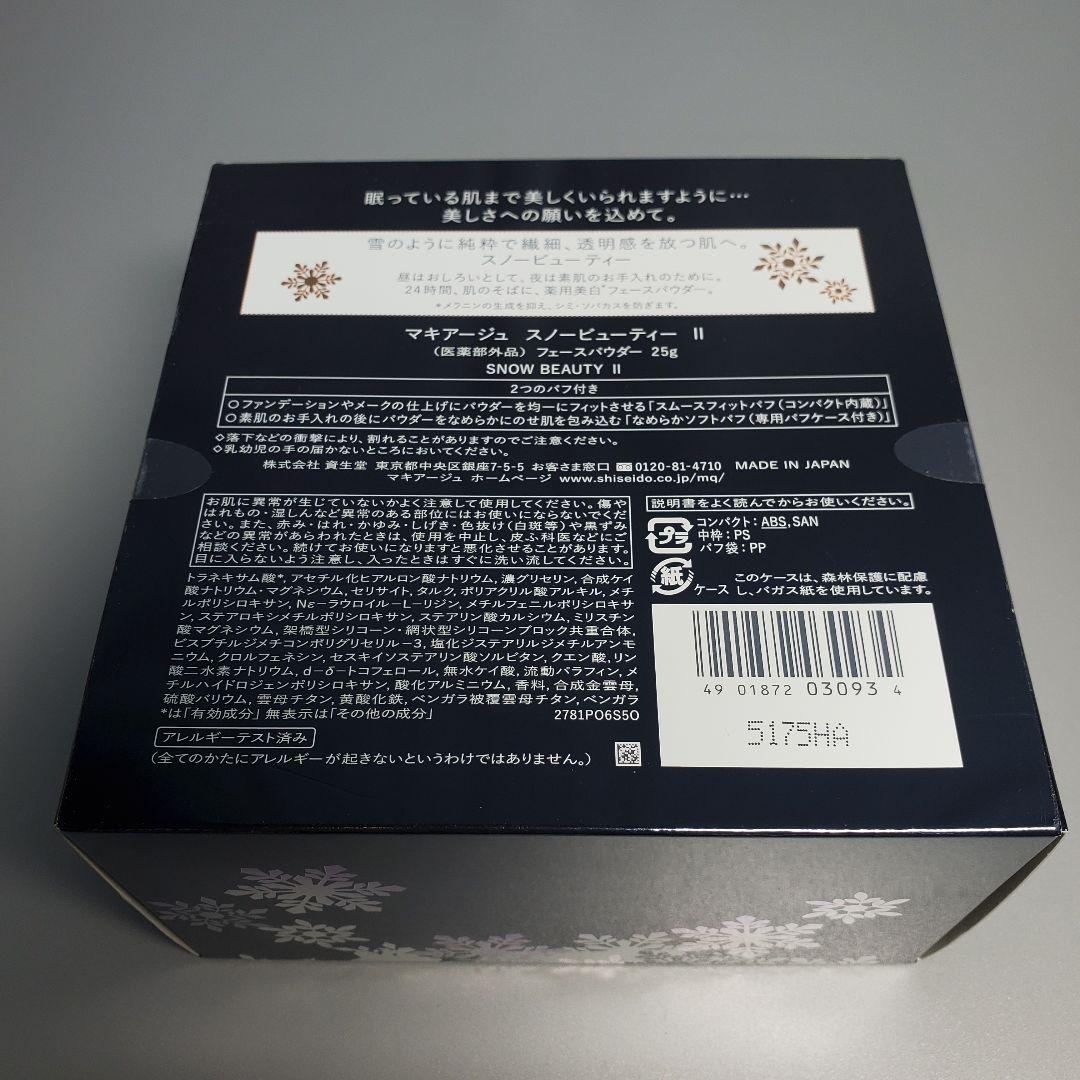 眠っている肌まで美しくいられますように…
美しさへの願いを込めて。
雪のように純粋で繊細、透明感を放つ肌へ。
スノービューティー
昼はおしろいとして、夜は素肌のお手入れのために。
24時間、肌のそばに、薬用美白*フェースパウダー。
*メラニンの生成を抑え、シミ・ソバカスを防ぎます。
マキアージュ スノービューティー II
(医薬部外品) フェースパウダー 25g
SNOW BEAUTY II
2つのパフ付き
○ファンデーションやメークの仕上げにパウダーを均一にフィットさせる「スムースフィットパフ(コンパクト内蔵)」
○素肌のお手入れの後にパウダーをなめらかにのせ肌を包み込む「なめらかソフトパフ(専用パフケース付き)」
◇落下などの衝撃により、割れることがありますのでご注意ください。
◇乳幼児の手の届かないところにおいてください。
株式会社 資生堂 東京都中央区銀座7-5-5 お客さま窓口 0120-81-4710 MADE IN JAPAN
マキアージュ ホームページ www.shiseido.co.jp/mq/
お肌に異常が生じていないかよく注意して使用してください。傷や
はれもの・湿しんなど異常のある部位にはお使いにならないでくだ
さい。また、赤み・はれ・かゆみ・しげき・色抜け(白斑等)や黒ずみ
などの異常があらわれたときは、使用を中止し、皮ふ科医などにご
相談ください。続けてお使いになりますと悪化することがあります。
目に入らないよう注意し、入ったときはすぐに洗い流してください。
説明書をよく読んでからお使いください。
プラ
コンパクト:ABS,SAN
中枠:PS
パフ袋:PP
紙
ケース
このケースは、森林保護に配慮
し、バガス紙を使用しています。
トラネキサム酸*, アセチル化ヒアルロン酸ナトリウム, 濃グリセリン, 合成ケイ
酸ナトリウム・マグネシウム, セリサイト, タルク, ポリアクリル酸アルキル, メチ
ルポリシロキサン, Nε-ラウロイル-L-リジン, メチルフェニルポリシロキサ
ン, ステアロキシメチルポリシロキサン, ステアリン酸カルシウム, ミリスチン
酸マグネシウム, 架橋型シリコーン・網状型シリコーンブロック共重合体,
ビスブチルジメチコンポリグリセリル-3, 塩化ジステアリルジメチルアンモ
ニウム, クロルフェネシン, セスキイソステアリン酸ソルビタン, クエン酸, リン
酸二水素ナトリウム, d-δ-トコフェロール, 無水ケイ酸, 流動パラフィン, メ
チルハイドロジェンポリシロキサン, 酸化アルミニウム, 香料, 合成金雲母,
硫酸バリウム, 雲母チタン, 黄酸化鉄, ベンガラ被覆雲母チタン, ベンガラ
*は「有効成分」 無表示は「その他の成分」 2781PO6S5O
アレルギーテスト済み
(全てのかたにアレルギーが起きないというわけではありません。)
4 901872 030934
5175HA